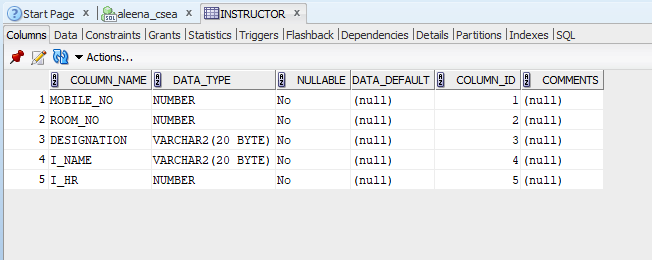 Start Page x aleena_csea x INSTRUCTOR x
Columns Data Constraints Grants Statistics Triggers Flashback Dependencies Details Partitions Indexes SQL
Actions...
COLUMN_NAME DATA_TYPE NULLABLE DATA_DEFAULT COLUMN_ID COMMENTS
1 MOBILE_NO NUMBER No (null) 1 (null)
2 ROOM_NO NUMBER No (null) 2 (null)
3 DESIGNATION VARCHAR2(20 BYTE) No (null) 3 (null)
4 I_NAME VARCHAR2(20 BYTE) No (null) 4 (null)
5 I_HR NUMBER No (null) 5 (null)